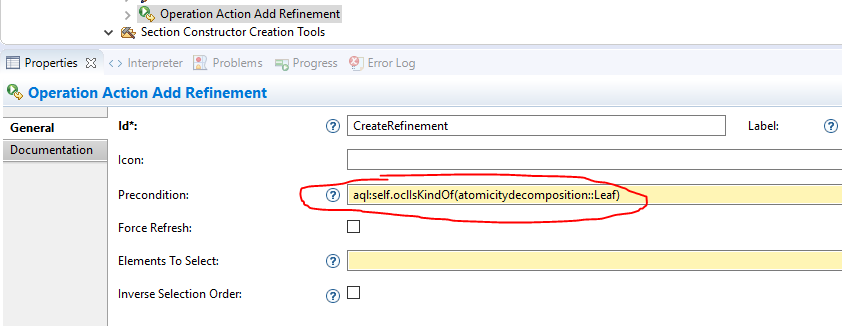 Operation Action Add Refinement
Section Constructor Creation Tools
Properties Interpreter Problems Progress Error Log
Operation Action Add Refinement
General
Documentation
Id*: ? CreateRefinement Label: ?
Icon:
Precondition: ? aql:self.oclIsKindOf(atomicitydecomposition::Leaf)
Force Refresh: ?
Elements To Select: ?
Inverse Selection Order: ?